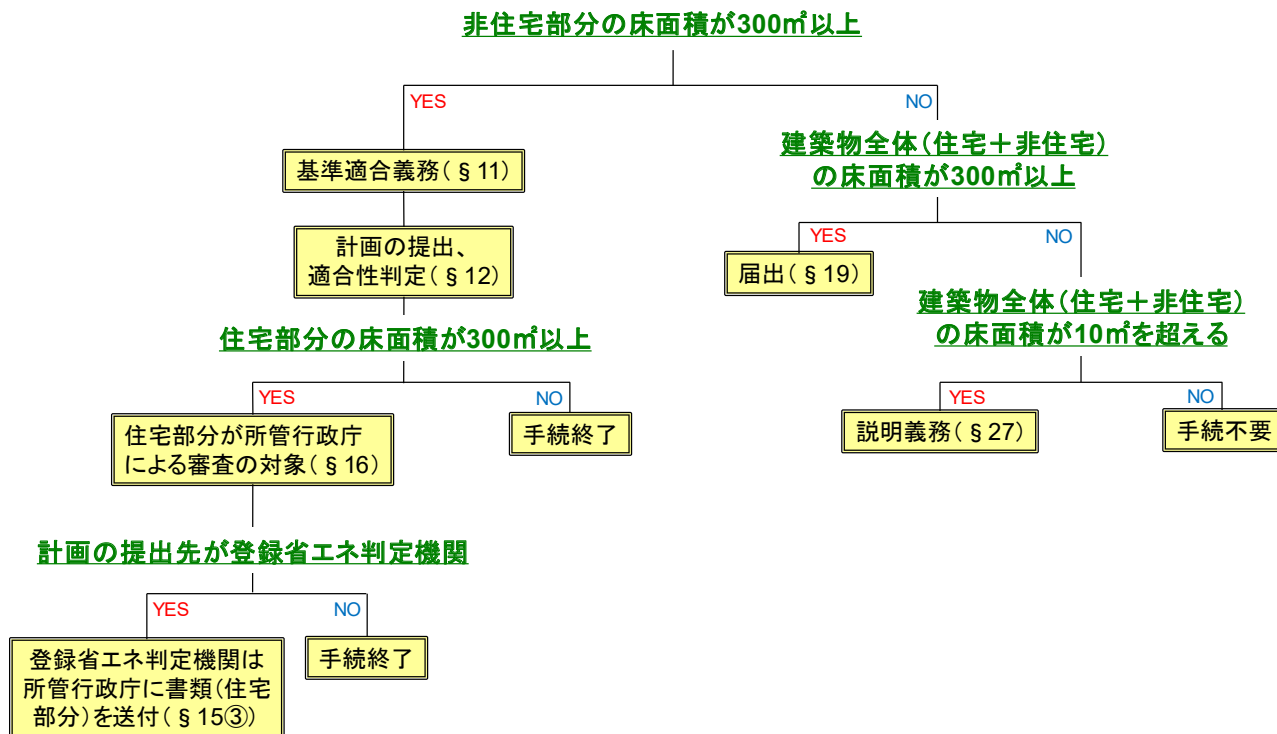 非住宅部分の床面積が300㎡以上
YES
NO
基準適合義務(§11)
計画の提出、
適合性判定(§12)
住宅部分の床面積が300㎡以上
YES
NO
住宅部分が所管行政庁
による審査の対象(§16)
手続終了
計画の提出先が登録省エネ判定機関
YES
NO
登録省エネ判定機関は
所管行政庁に書類(住宅
部分)を送付(§15③)
手続終了
建築物全体(住宅+非住宅)
の床面積が300㎡以上
YES
NO
届出(§19)
建築物全体(住宅+非住宅)
の床面積が10㎡を超える
YES
NO
説明義務(§27)
手続不要